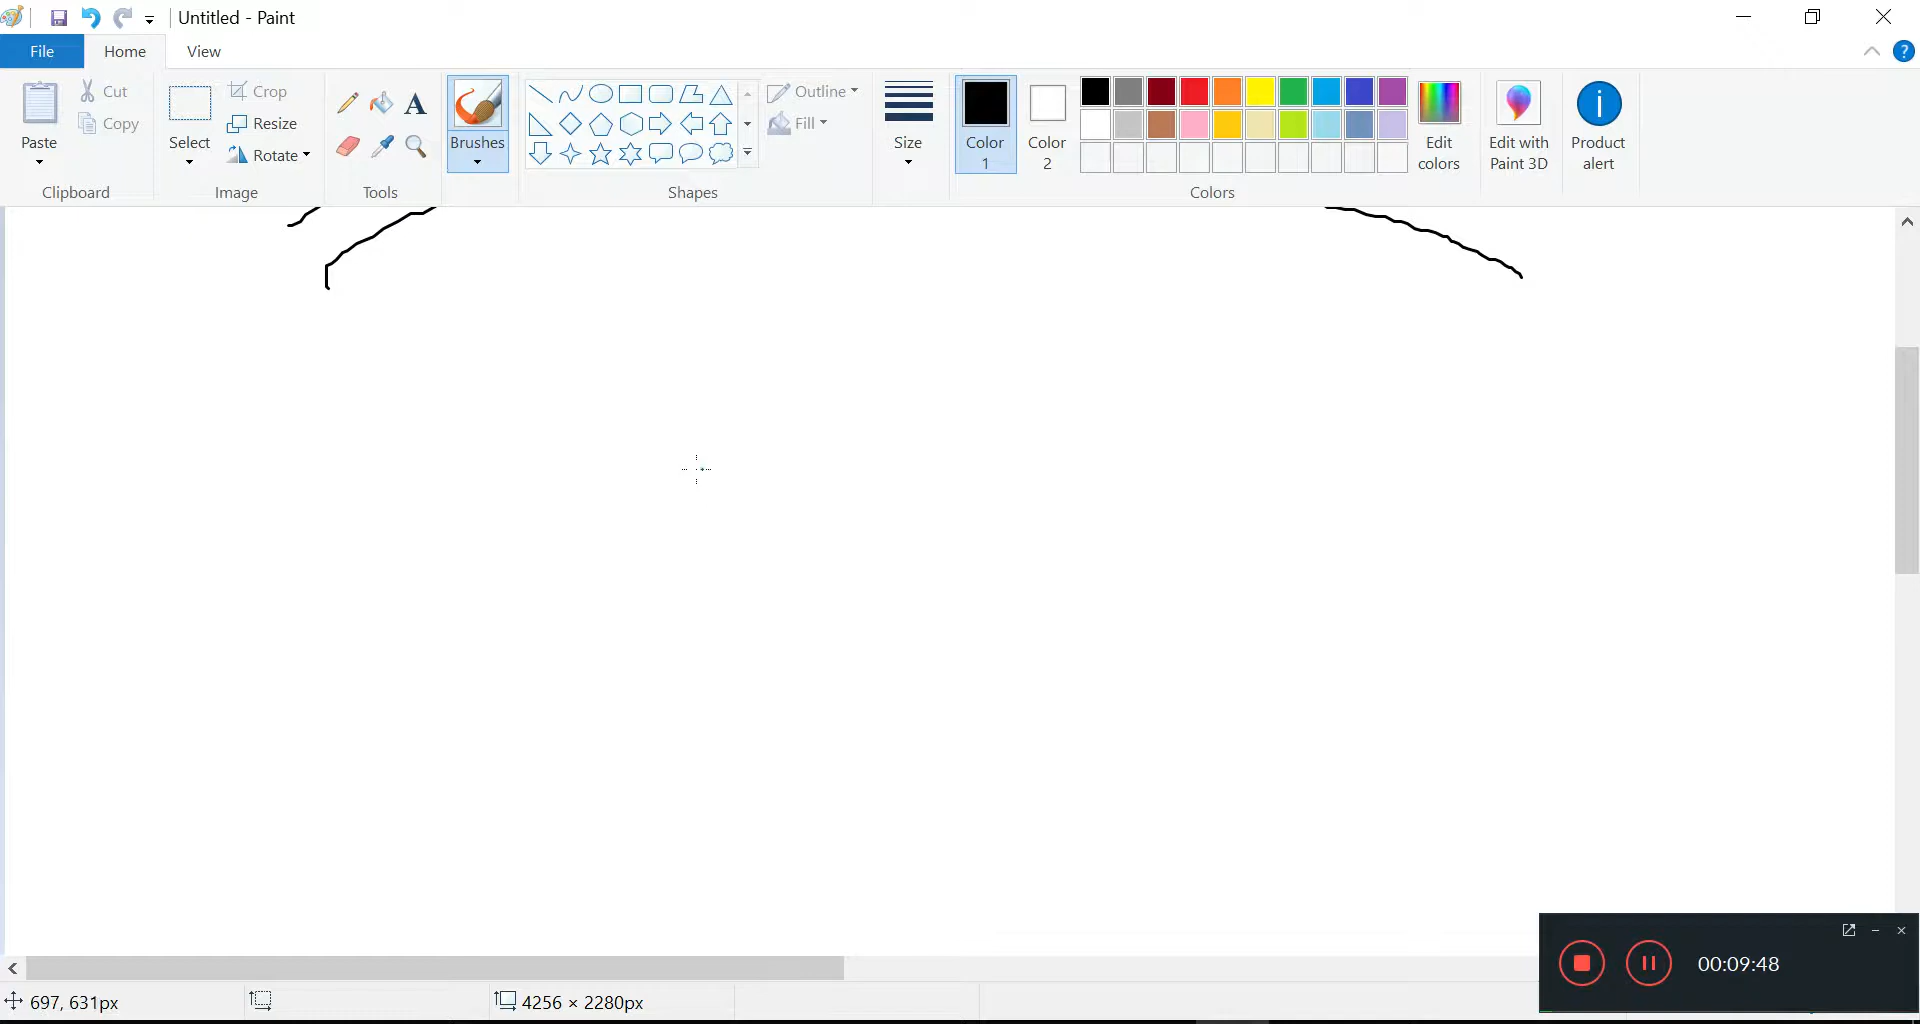 Untitled - Paint
File
Home
View
Paste
Cut
Copy
Clipboard
Select
Crop
Resize
Rotate
Image
A
Tools
Brushes
Outline
Fill
Shapes
Size
Color
1
Color
2
Edit
colors
Colors
Edit with
Paint 3D
Product
alert
00:09:48
697, 631px
4256 × 2280px